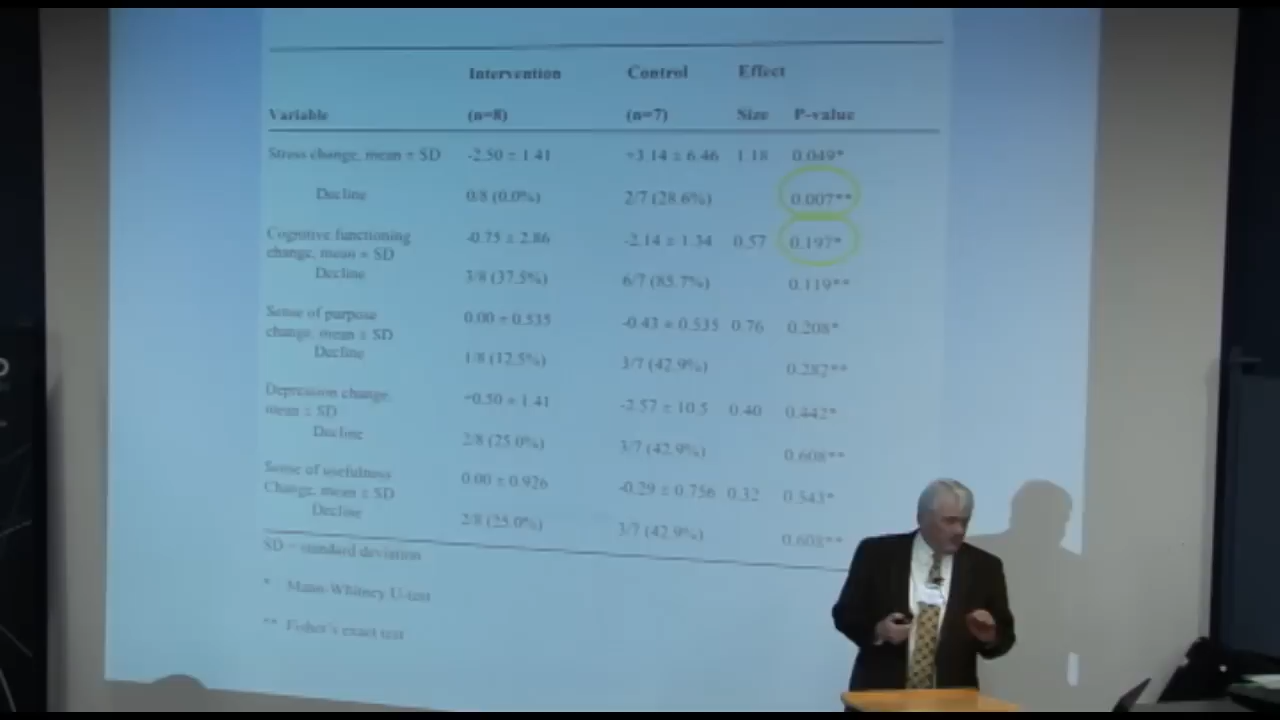 Intervention Control Effect
Variable (n=8) (n=7) Size P-value
Stress change, mean ± SD -2.50 ± 1.41 +3.14 ± 6.46 1.18 0.049*
Decline 0/8 (0.0%) 2/7 (28.6%) 0.007**
Cognitive functioning -0.75 ± 2.86 -2.14 ± 1.34 0.57 0.197*
change, mean ± SD
Decline 3/8 (37.5%) 6/7 (85.7%) 0.119**
Sense of purpose 0.00 ± 0.535 -0.43 ± 0.535 0.76 0.208*
change, mean ± SD
Decline 1/8 (12.5%) 3/7 (42.9%) 0.282**
Depression change, +0.50 ± 1.41 -2.57 ± 10.5 0.40 0.442*
mean ± SD
Decline 2/8 (25.0%) 3/7 (42.9%) 0.608**
Sense of usefulness 0.00 ± 0.926 -0.29 ± 0.756 0.32 0.543*
Change, mean ± SD
Decline 2/8 (25.0%) 3/7 (42.9%) 0.608**
SD = standard deviation
* Mann-Whitney U-test
** Fisher's exact test